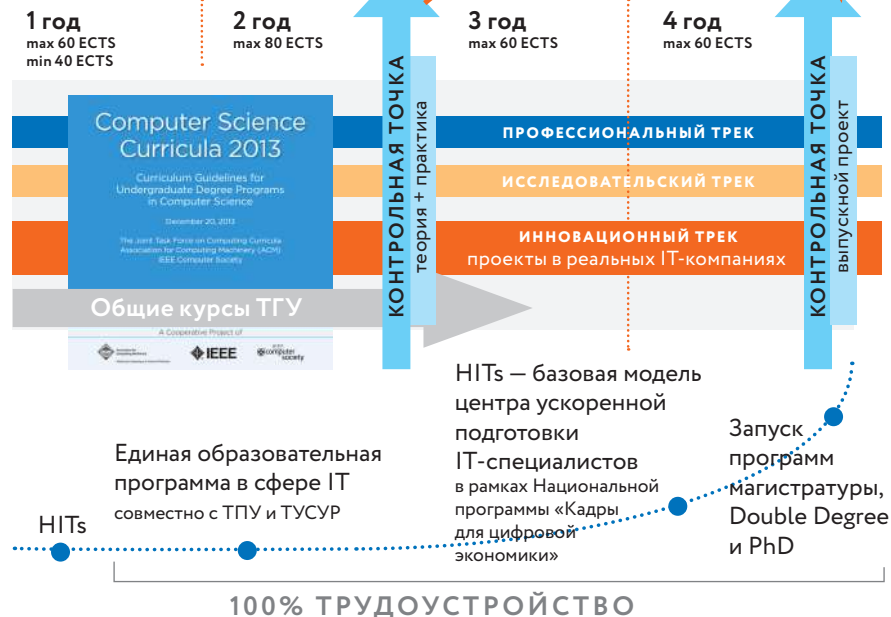 1 год
max 60 ECTS
min 40 ECTS
2 год
max 80 ECTS
3 год
max 60 ECTS
4 год
max 60 ECTS
КОНТРОЛЬНАЯ ТОЧКА
теория + практика
КОНТРОЛЬНАЯ ТОЧКА
выпускной проект
Computer Science
Curricula 2013
Curriculum Guidelines for
Undergraduate Degree Programs
in Computer Science
December 20, 2013
The Joint Task Force on Computing Curricula
Association for Computing Machinery (ACM)
IEEE Computer Society
ПРОФЕССИОНАЛЬНЫЙ ТРЕК
ИССЛЕДОВАТЕЛЬСКИЙ ТРЕК
ИННОВАЦИОННЫЙ ТРЕК
проекты в реальных IT-компаниях
Общие курсы ТГУ
A Cooperative Project of
IEEE
computer
society
HITs
Единая образовательная
программа в сфере IT
совместно с ТПУ и ТУСУР
HITs — базовая модель
центра ускоренной
подготовки
IT-специалистов
в рамках Национальной
программы «Кадры
для цифровой
экономики»
Запуск
программ
магистратуры,
Double Degree
и PhD
100% ТРУДОУСТРОЙСТВО